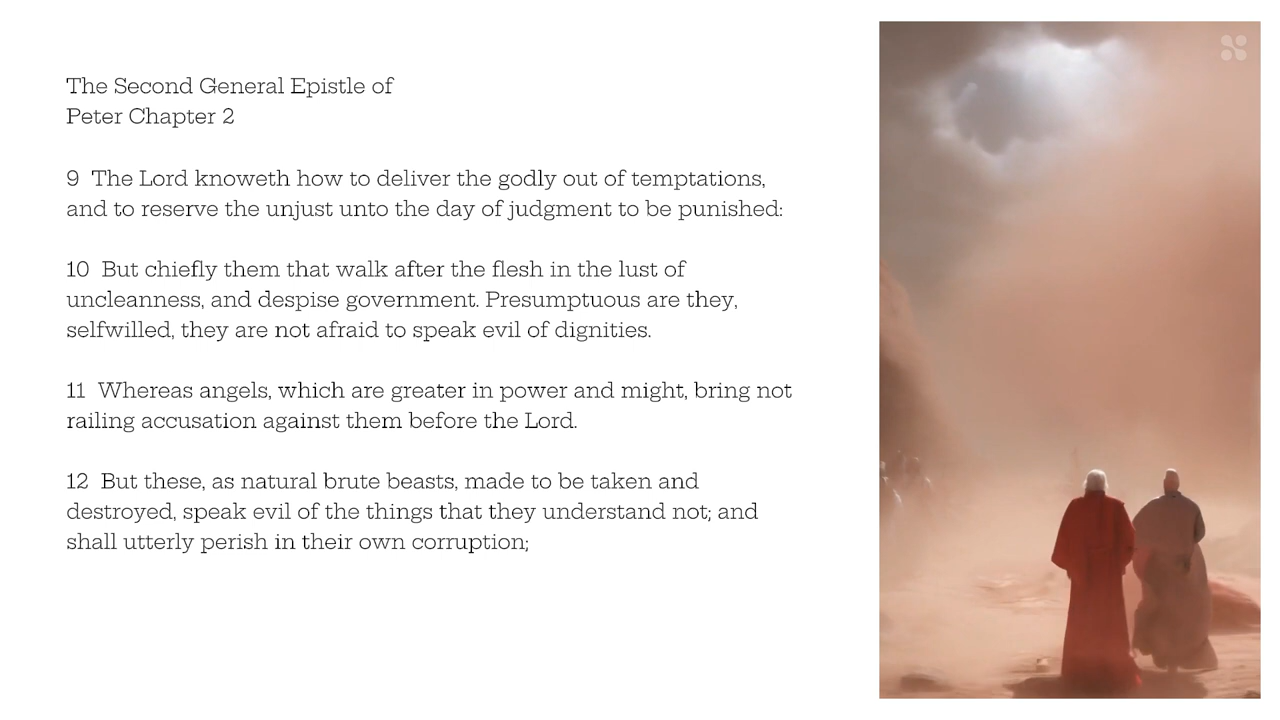 The Second General Epistle of
Peter Chapter 2
9 The Lord knoweth how to deliver the godly out of temptations,
and to reserve the unjust unto the day of judgment to be punished:
10 But chiefly them that walk after the flesh in the lust of
uncleanness, and despise government. Presumptuous are they,
selfwilled, they are not afraid to speak evil of dignities.
11 Whereas angels, which are greater in power and might, bring not
railing accusation against them before the Lord.
12 But these, as natural brute beasts, made to be taken and
destroyed, speak evil of the things that they understand not; and
shall utterly perish in their own corruption;